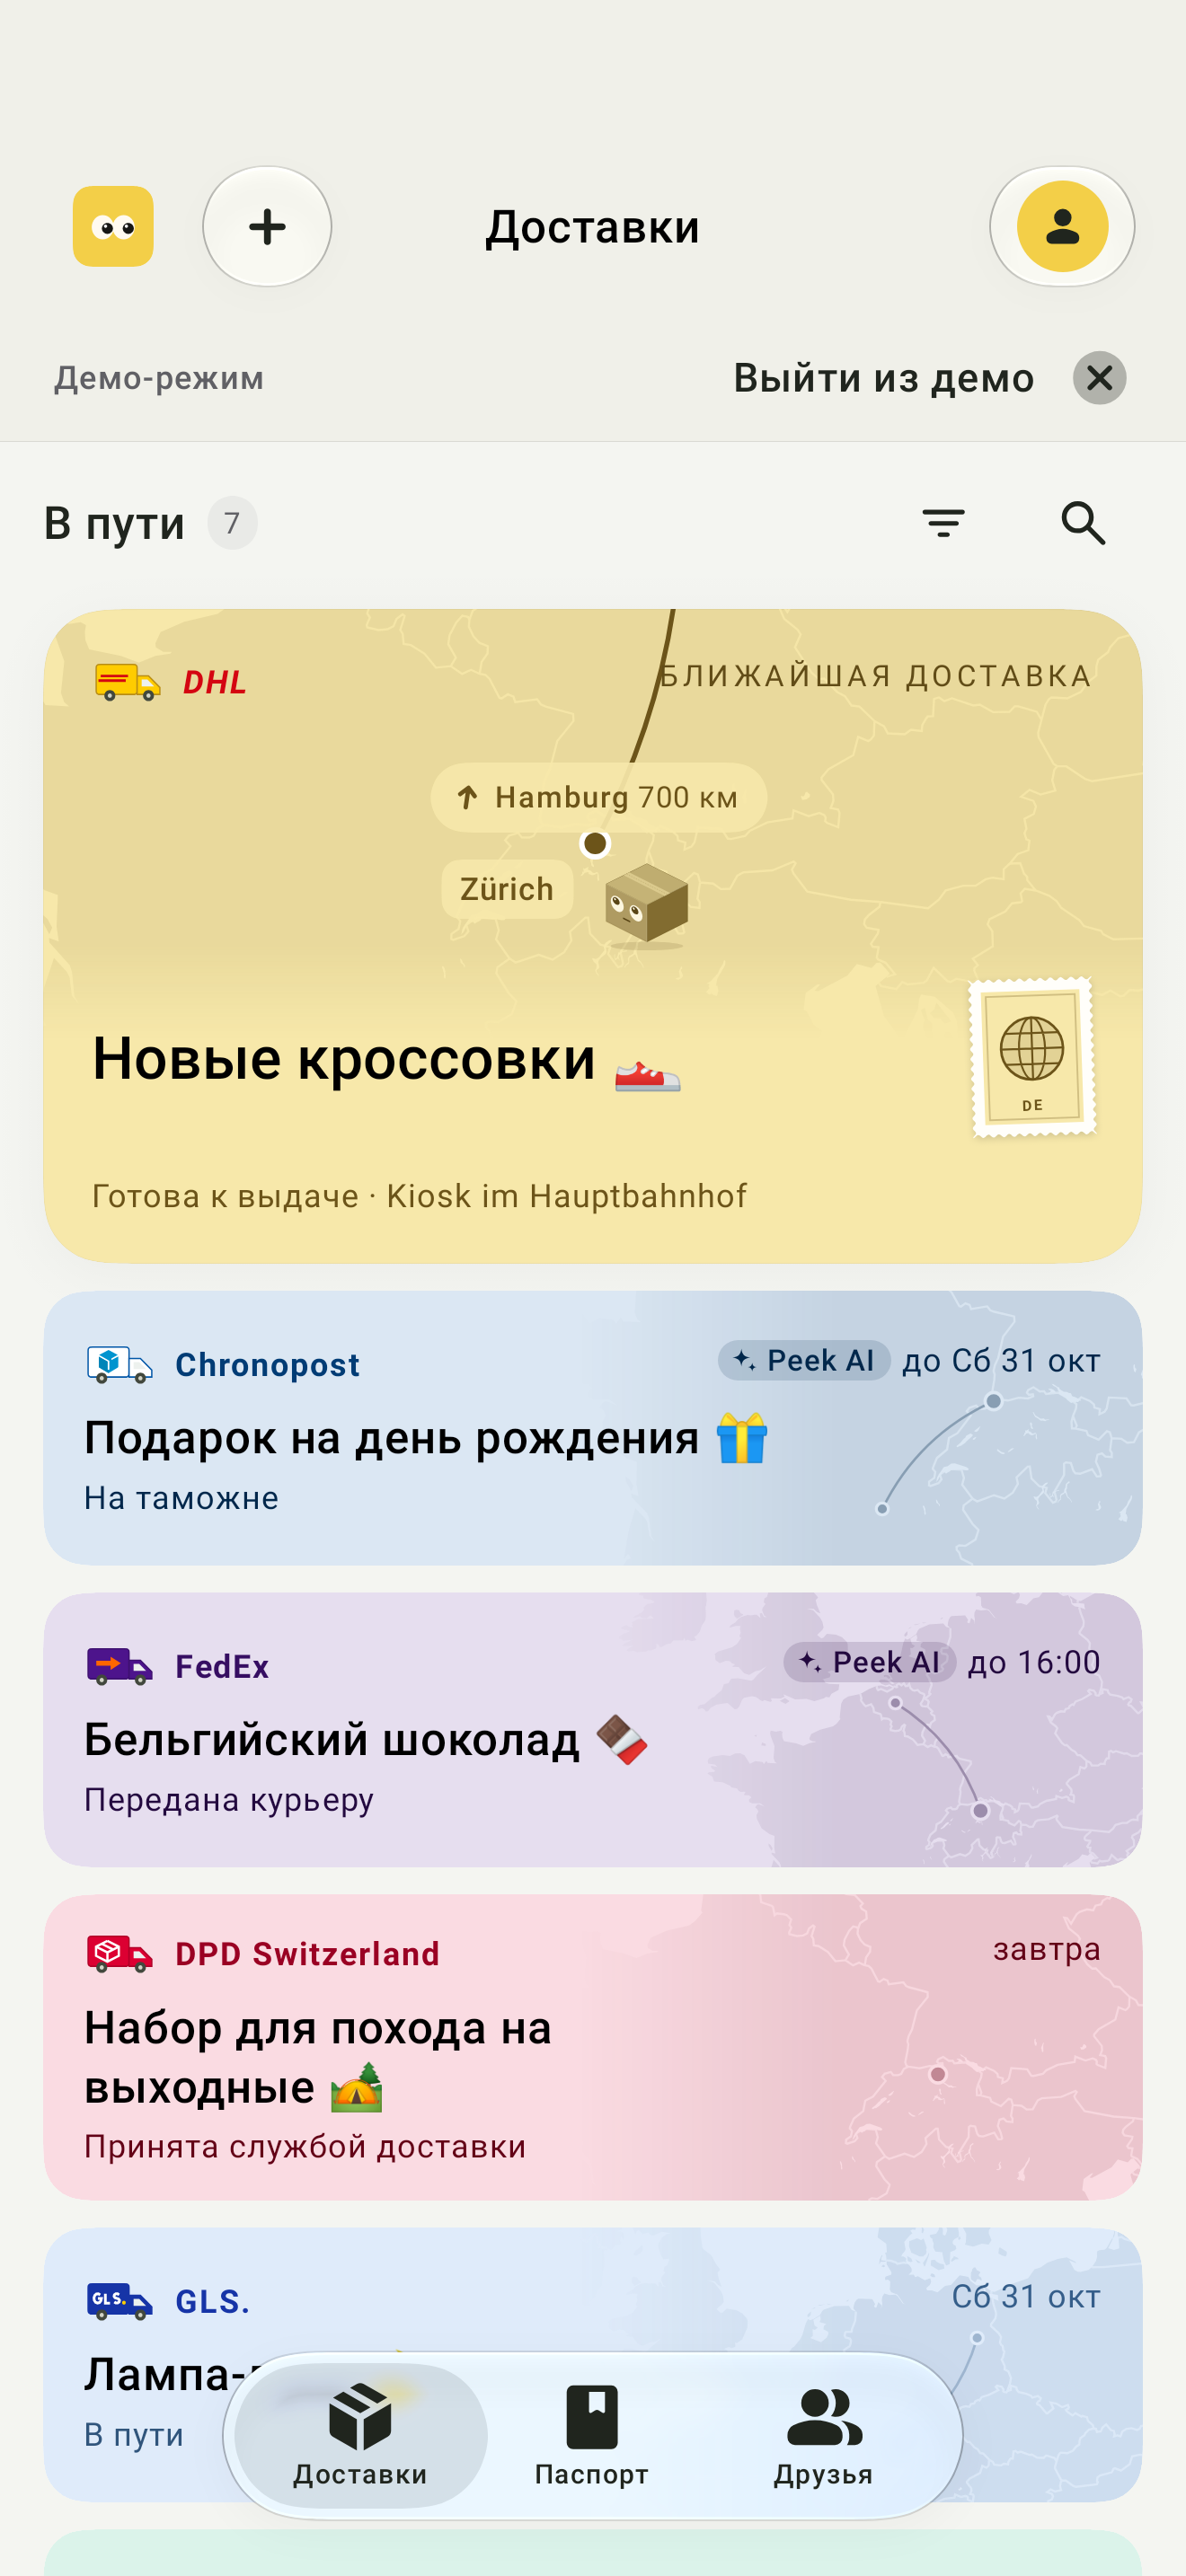 Доставки
Демо-режим
Выйти из демо
В пути 7
DHL
БЛИЖАЙШАЯ ДОСТАВКА
Hamburg 700 км
Zürich
Новые кроссовки
DE
Готова к выдаче · Kiosk im Hauptbahnhof
Chronopost
Peek AI до Сб 31 окт
Подарок на день рождения
На таможне
FedEx
Peek AI до 16:00
Бельгийский шоколад
Передана курьеру
DPD Switzerland
завтра
Набор для похода на
выходные
Принята службой доставки
GLS.
GLS.
Сб 31 окт
Лампа-
В пути
Доставки
Паспорт
Друзья